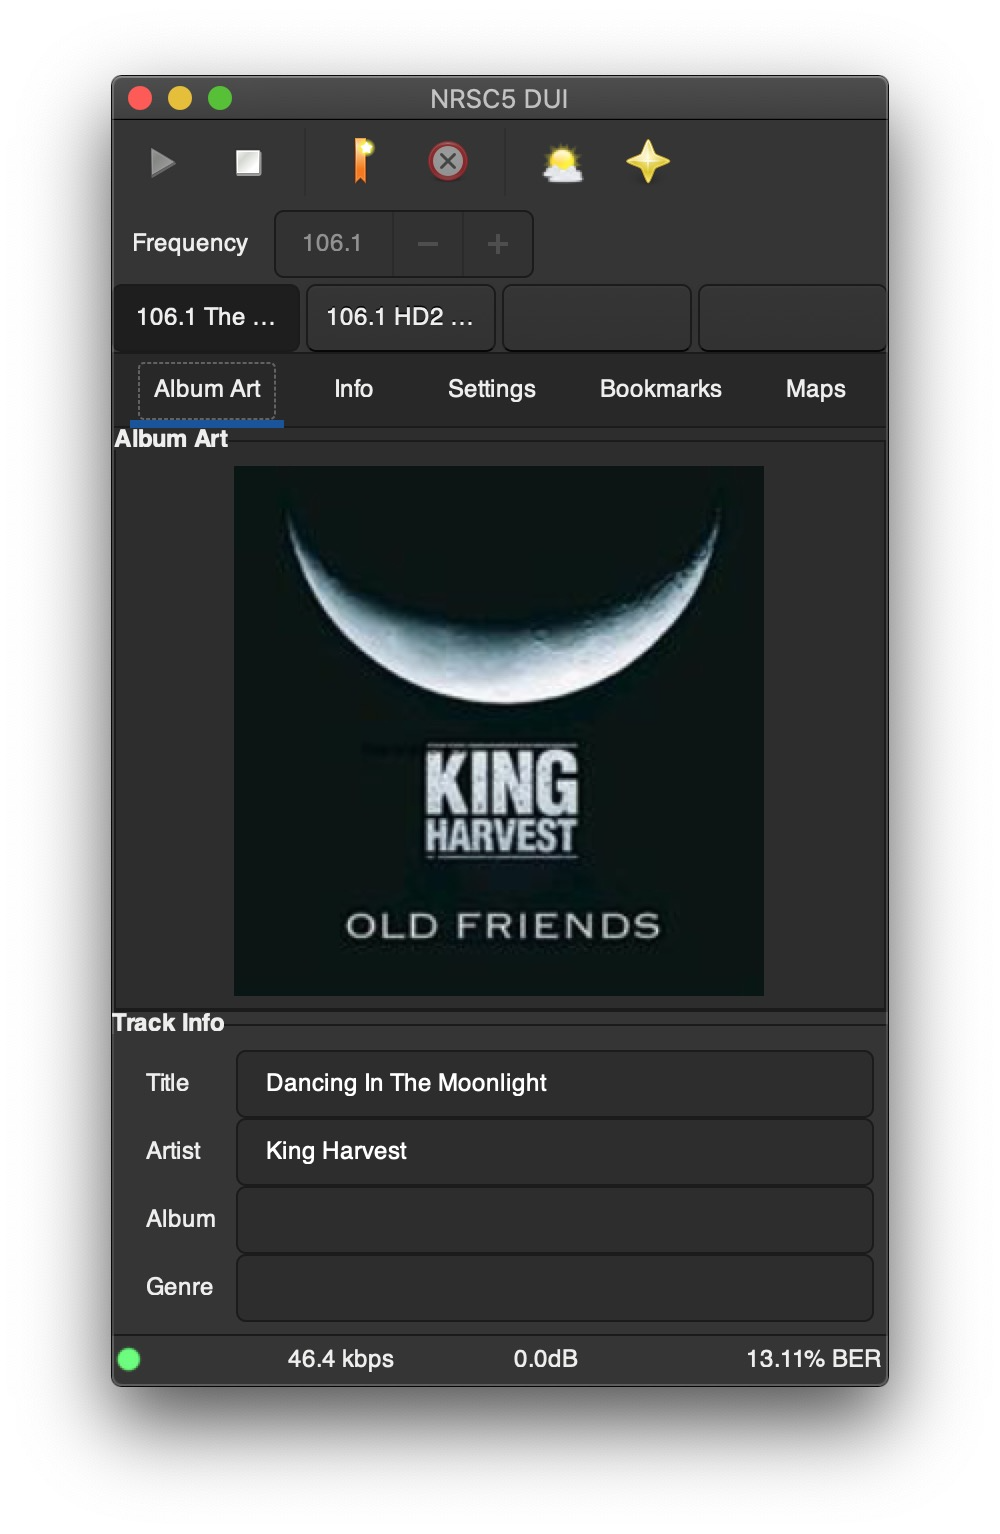 NRSC5 DUI
Frequency 106.1 − +
106.1 The ... 106.1 HD2 ...
Album Art Info Settings Bookmarks Maps
Album Art
KING
HARVEST
OLD FRIENDS
Track Info
Title Dancing In The Moonlight
Artist King Harvest
Album
Genre
46.4 kbps 0.0dB 13.11% BER